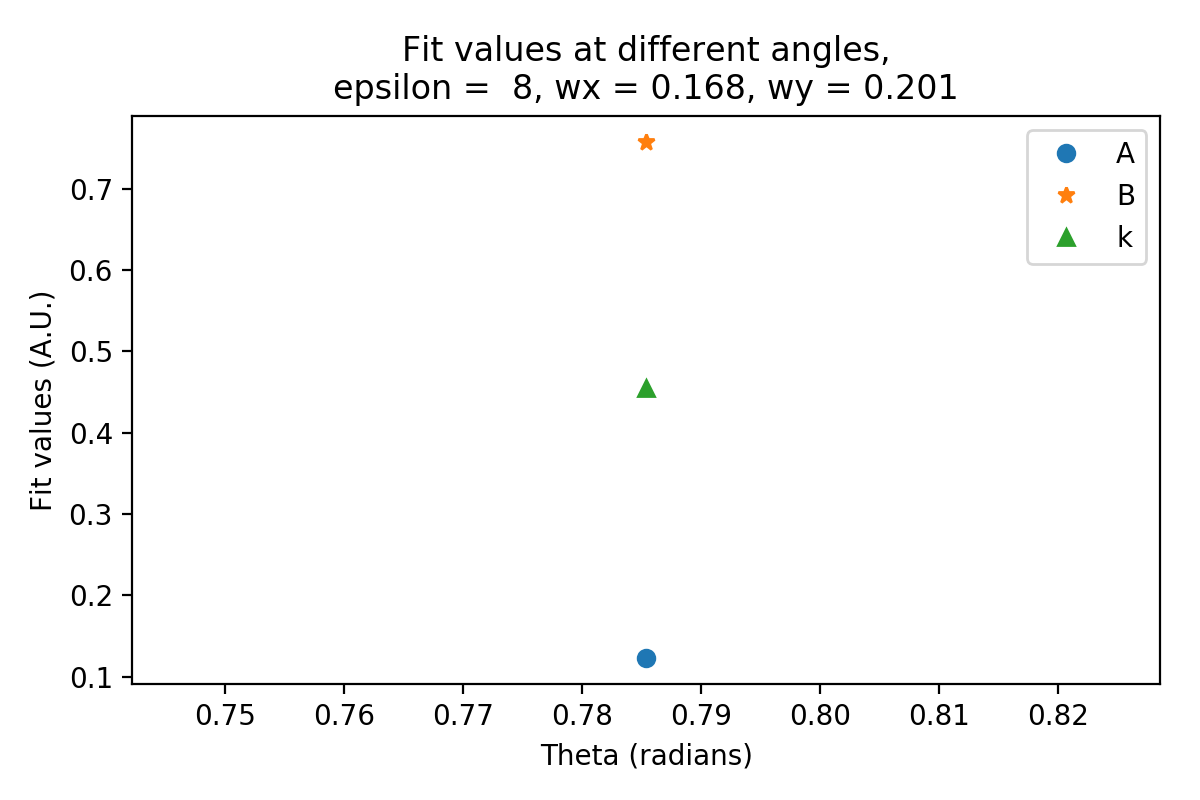 Fit values at different angles,
epsilon =  8, wx = 0.168, wy = 0.201
A
B
k
Fit values (A.U.)
0.7
0.6
0.5
0.4
0.3
0.2
0.1
0.75 0.76 0.77 0.78 0.79 0.80 0.81 0.82
Theta (radians)